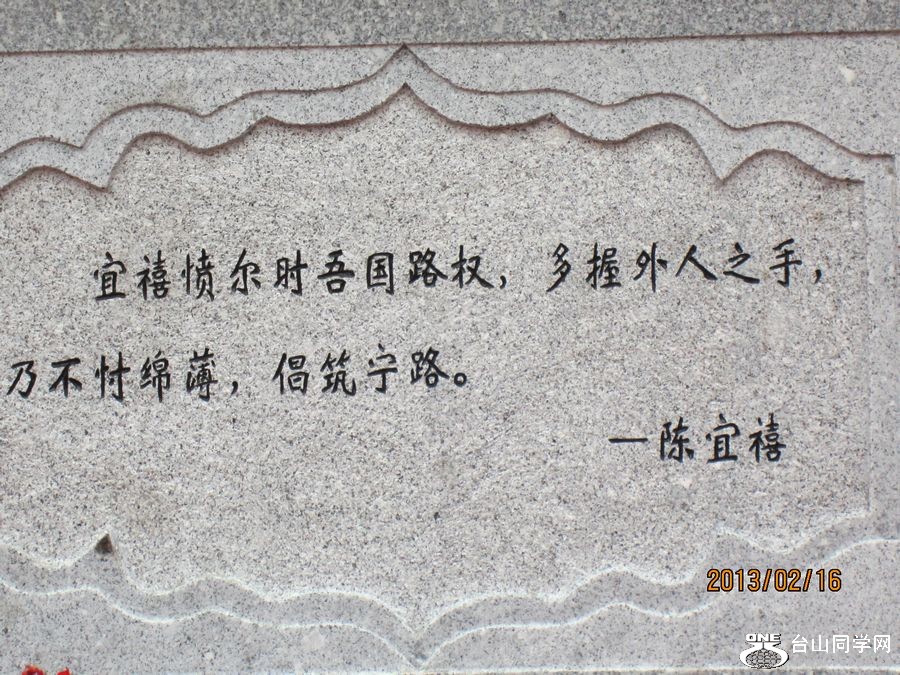 宜禧愤尔时吾国路权，多握外人之手，
乃不忖绵薄，倡筑宁路。
—陈宜禧
2013/02/16
ONE 台山同学网